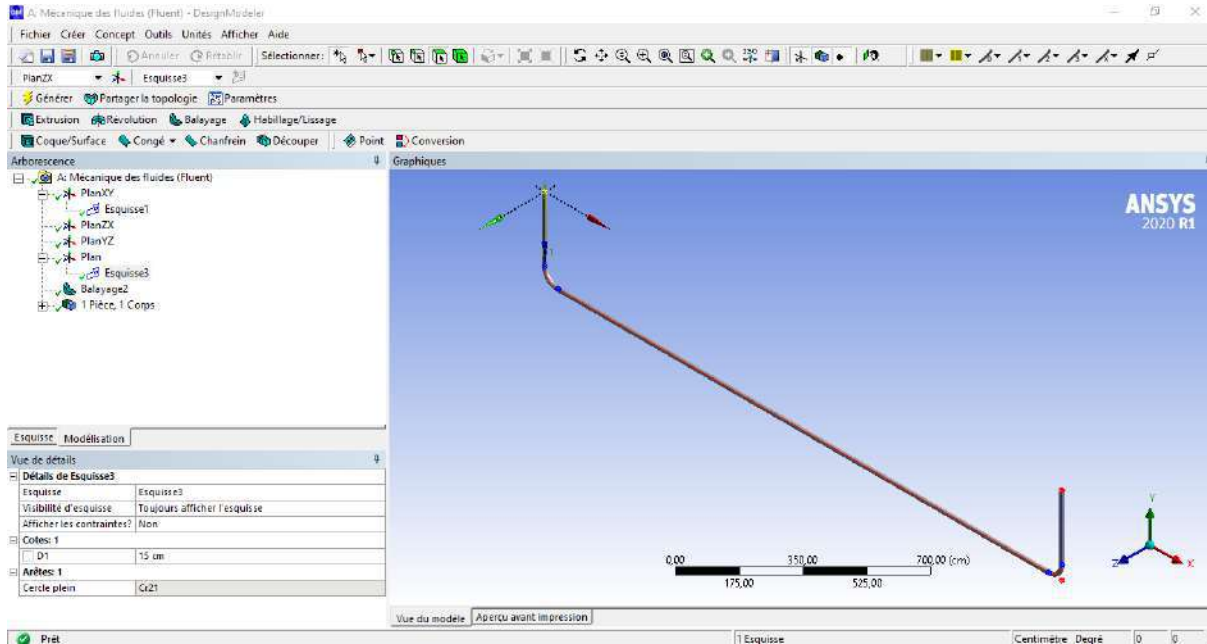 A: Mécanique des fluides (Fluent) - DesignModeler
Fichier Créer Concept Outils Unités Afficher Aide
Annuler Rétablir Sélectionner:
PlanZX Esquisse3
Générer Partager la topologie Paramètres
Extrusion Révolution Balayage Habillage/Lissage
Coque/Surface Congé Chanfrein Découper Point Conversion
Arborescence
A: Mécanique des fluides (Fluent)
PlanXY
Esquisse1
PlanZX
PlanYZ
Plan
Esquisse3
Balayage2
1 Pièce, 1 Corps
Esquisse Modélisation
Vue de détails
Détails de Esquisse3
Esquisse Esquisse3
Visibilité d'esquisse Toujours afficher l'esquisse
Afficher les contraintes? Non
Cotes: 1
D1 15 cm
Arêtes: 1
Cercle plein Cr21
Graphiques
ANSYS
2020 R1
0,00 350,00 700,00 (cm)
175,00 525,00
Y
Z X
Vue du modèle Aperçu avant impression
Prêt 1 Esquisse Centimètre Degré 0 0